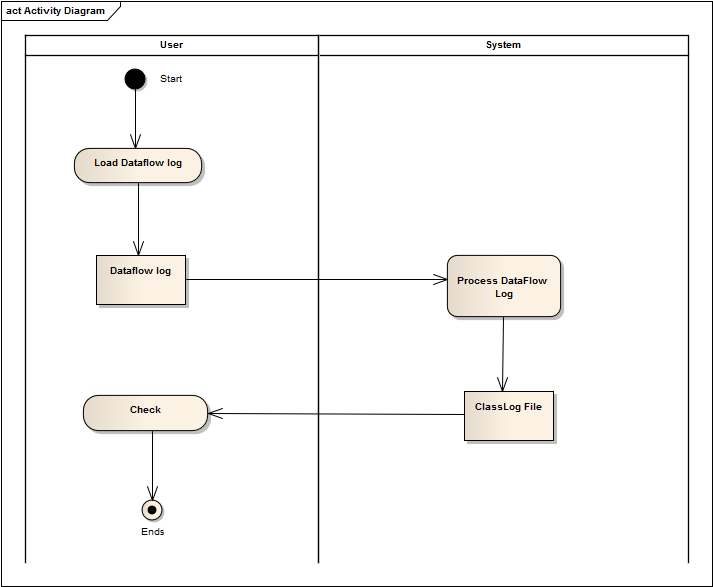 act Activity Diagram
User
System
Start
Load Dataflow log
Dataflow log
Process DataFlow
Log
Check
ClassLog File
Ends